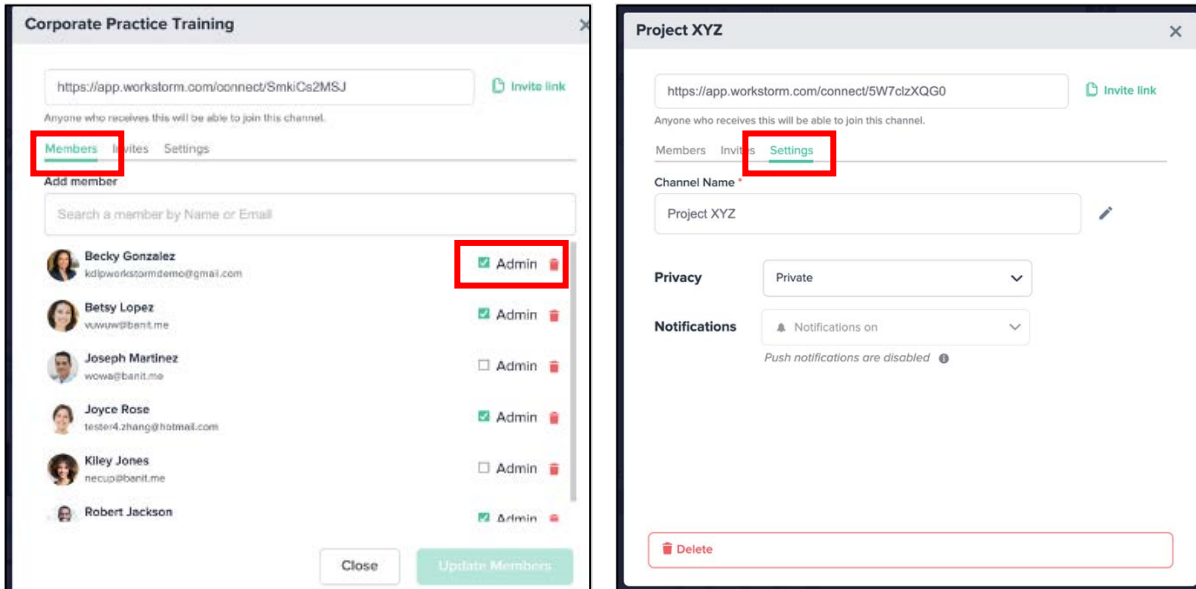 Corporate Practice Training
https://app.workstorm.com/connect/SmkiCs2MSJ
Invite link
Anyone who receives this will be able to join this channel.
Members Invites Settings
Add member
Search a member by Name or Email
Becky Gonzalez
kdlpworkstormdemo@gmail.com
Admin
Betsy Lopez
vuwuw@banit.me
Admin
Joseph Martinez
wowa@banit.me
Admin
Joyce Rose
tester4.zhang@hotmail.com
Admin
Kiley Jones
necup@banit.me
Admin
Robert Jackson
Admin
Close
Update Members
Project XYZ
https://app.workstorm.com/connect/5W7clzXQG0
Invite link
Anyone who receives this will be able to join this channel.
Members Invites Settings
Channel Name *
Project XYZ
Privacy
Private
Notifications
Notifications on
Push notifications are disabled
Delete